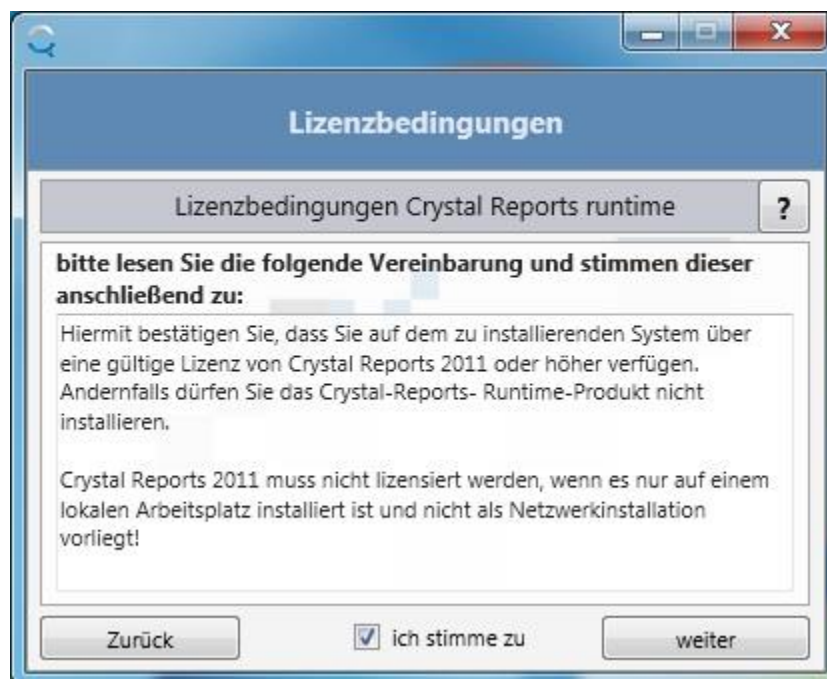 Lizenzbedingungen
Lizenzbedingungen Crystal Reports runtime
?
bitte lesen Sie die folgende Vereinbarung und stimmen dieser
anschließend zu:
Hiermit bestätigen Sie, dass Sie auf dem zu installierenden System über
eine gültige Lizenz von Crystal Reports 2011 oder höher verfügen.
Andernfalls dürfen Sie das Crystal-Reports- Runtime-Produkt nicht
installieren.
Crystal Reports 2011 muss nicht lizensiert werden, wenn es nur auf einem
lokalen Arbeitsplatz installiert ist und nicht als Netzwerkinstallation
vorliegt!
Zurück
ich stimme zu
weiter